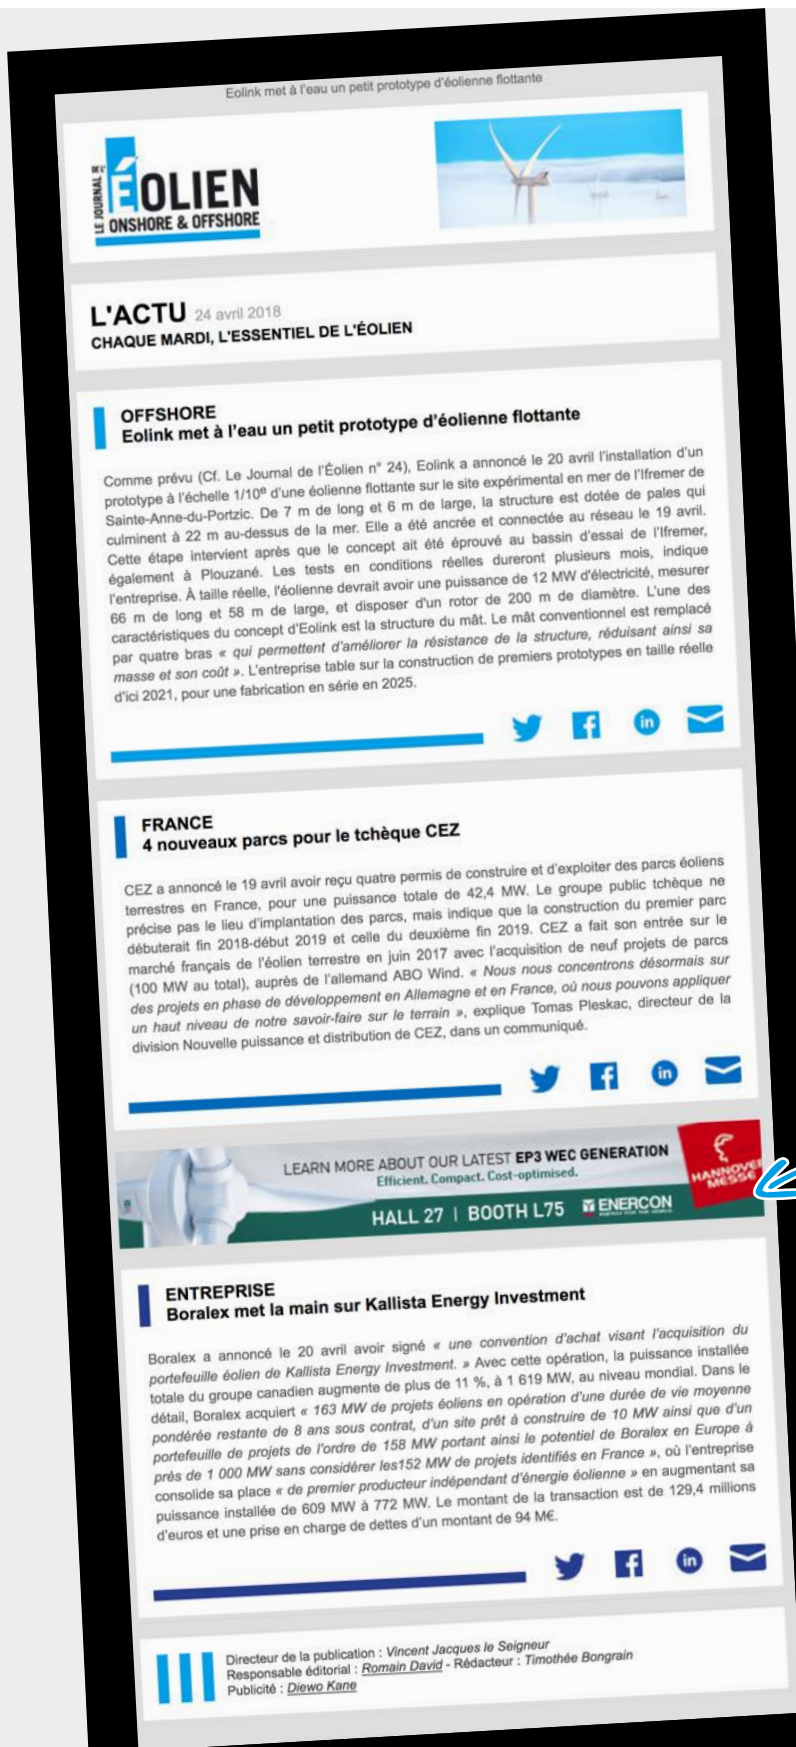 Eolink met à l'eau un petit prototype d'éolienne flottante
LE JOURNAL DE L'
ÉOLIEN
ONSHORE & OFFSHORE
L'ACTU 24 avril 2018
CHAQUE MARDI, L'ESSENTIEL DE L'ÉOLIEN
OFFSHORE
Eolink met à l'eau un petit prototype d'éolienne flottante
Comme prévu (Cf. Le Journal de l'Éolien n° 24), Eolink a annoncé le 20 avril l'installation d'un
prototype à l'échelle 1/10e d'une éolienne flottante sur le site expérimental en mer de l'Ifremer de
Sainte-Anne-du-Portzic. De 7 m de long et 6 m de large, la structure est dotée de pales qui
culminent à 22 m au-dessus de la mer. Elle a été ancrée et connectée au réseau le 19 avril.
Cette étape intervient après que le concept ait été éprouvé au bassin d'essai de l'Ifremer,
également à Plouzané. Les tests en conditions réelles dureront plusieurs mois, indique
l'entreprise. À taille réelle, l'éolienne devrait avoir une puissance de 12 MW d'électricité, mesurer
66 m de long et 58 m de large, et disposer d'un rotor de 200 m de diamètre. L'une des
caractéristiques du concept d'Eolink est la structure du mât. Le mât conventionnel est remplacé
par quatre bras « qui permettent d'améliorer la résistance de la structure, réduisant ainsi sa
masse et son coût ». L'entreprise table sur la construction de premiers prototypes en taille réelle
d'ici 2021, pour une fabrication en série en 2025.
in
FRANCE
4 nouveaux parcs pour le tchèque CEZ
CEZ a annoncé le 19 avril avoir reçu quatre permis de construire et d'exploiter des parcs éoliens
terrestres en France, pour une puissance totale de 42,4 MW. Le groupe public tchèque ne
précise pas le lieu d'implantation des parcs, mais indique que la construction du premier parc
débuterait fin 2018-début 2019 et celle du deuxième fin 2019. CEZ a fait son entrée sur le
marché français de l'éolien terrestre en juin 2017 avec l'acquisition de neuf projets de parcs
(100 MW au total), auprès de l'allemand ABO Wind. « Nous nous concentrons désormais sur
des projets en phase de développement en Allemagne et en France, où nous pouvons appliquer
un haut niveau de notre savoir-faire sur le terrain », explique Tomas Pleskac, directeur de la
division Nouvelle puissance et distribution de CEZ, dans un communiqué.
in
LEARN MORE ABOUT OUR LATEST EP3 WEC GENERATION
Efficient. Compact. Cost-optimised.
HANNOVER
MESSE
HALL 27 | BOOTH L75 ENERCON
ENERGY FOR THE WORLD
ENTREPRISE
Boralex met la main sur Kallista Energy Investment
Boralex a annoncé le 20 avril avoir signé « une convention d'achat visant l'acquisition du
portefeuille éolien de Kallista Energy Investment. » Avec cette opération, la puissance installée
totale du groupe canadien augmente de plus de 11 %, à 1 619 MW, au niveau mondial. Dans le
détail, Boralex acquiert « 163 MW de projets éoliens en opération d'une durée de vie moyenne
pondérée restante de 8 ans sous contrat, d'un site prêt à construire de 10 MW ainsi que d'un
portefeuille de projets de l'ordre de 158 MW portant ainsi le potentiel de Boralex en Europe à
près de 1 000 MW sans considérer les152 MW de projets identifiés en France », où l'entreprise
consolide sa place « de premier producteur indépendant d'énergie éolienne » en augmentant sa
puissance installée de 609 MW à 772 MW. Le montant de la transaction est de 129,4 millions
d'euros et une prise en charge de dettes d'un montant de 94 M€.
in
Directeur de la publication : Vincent Jacques le Seigneur
Responsable éditorial : Romain David - Rédacteur : Timothée Bongrain
Publicité : Diewo Kane